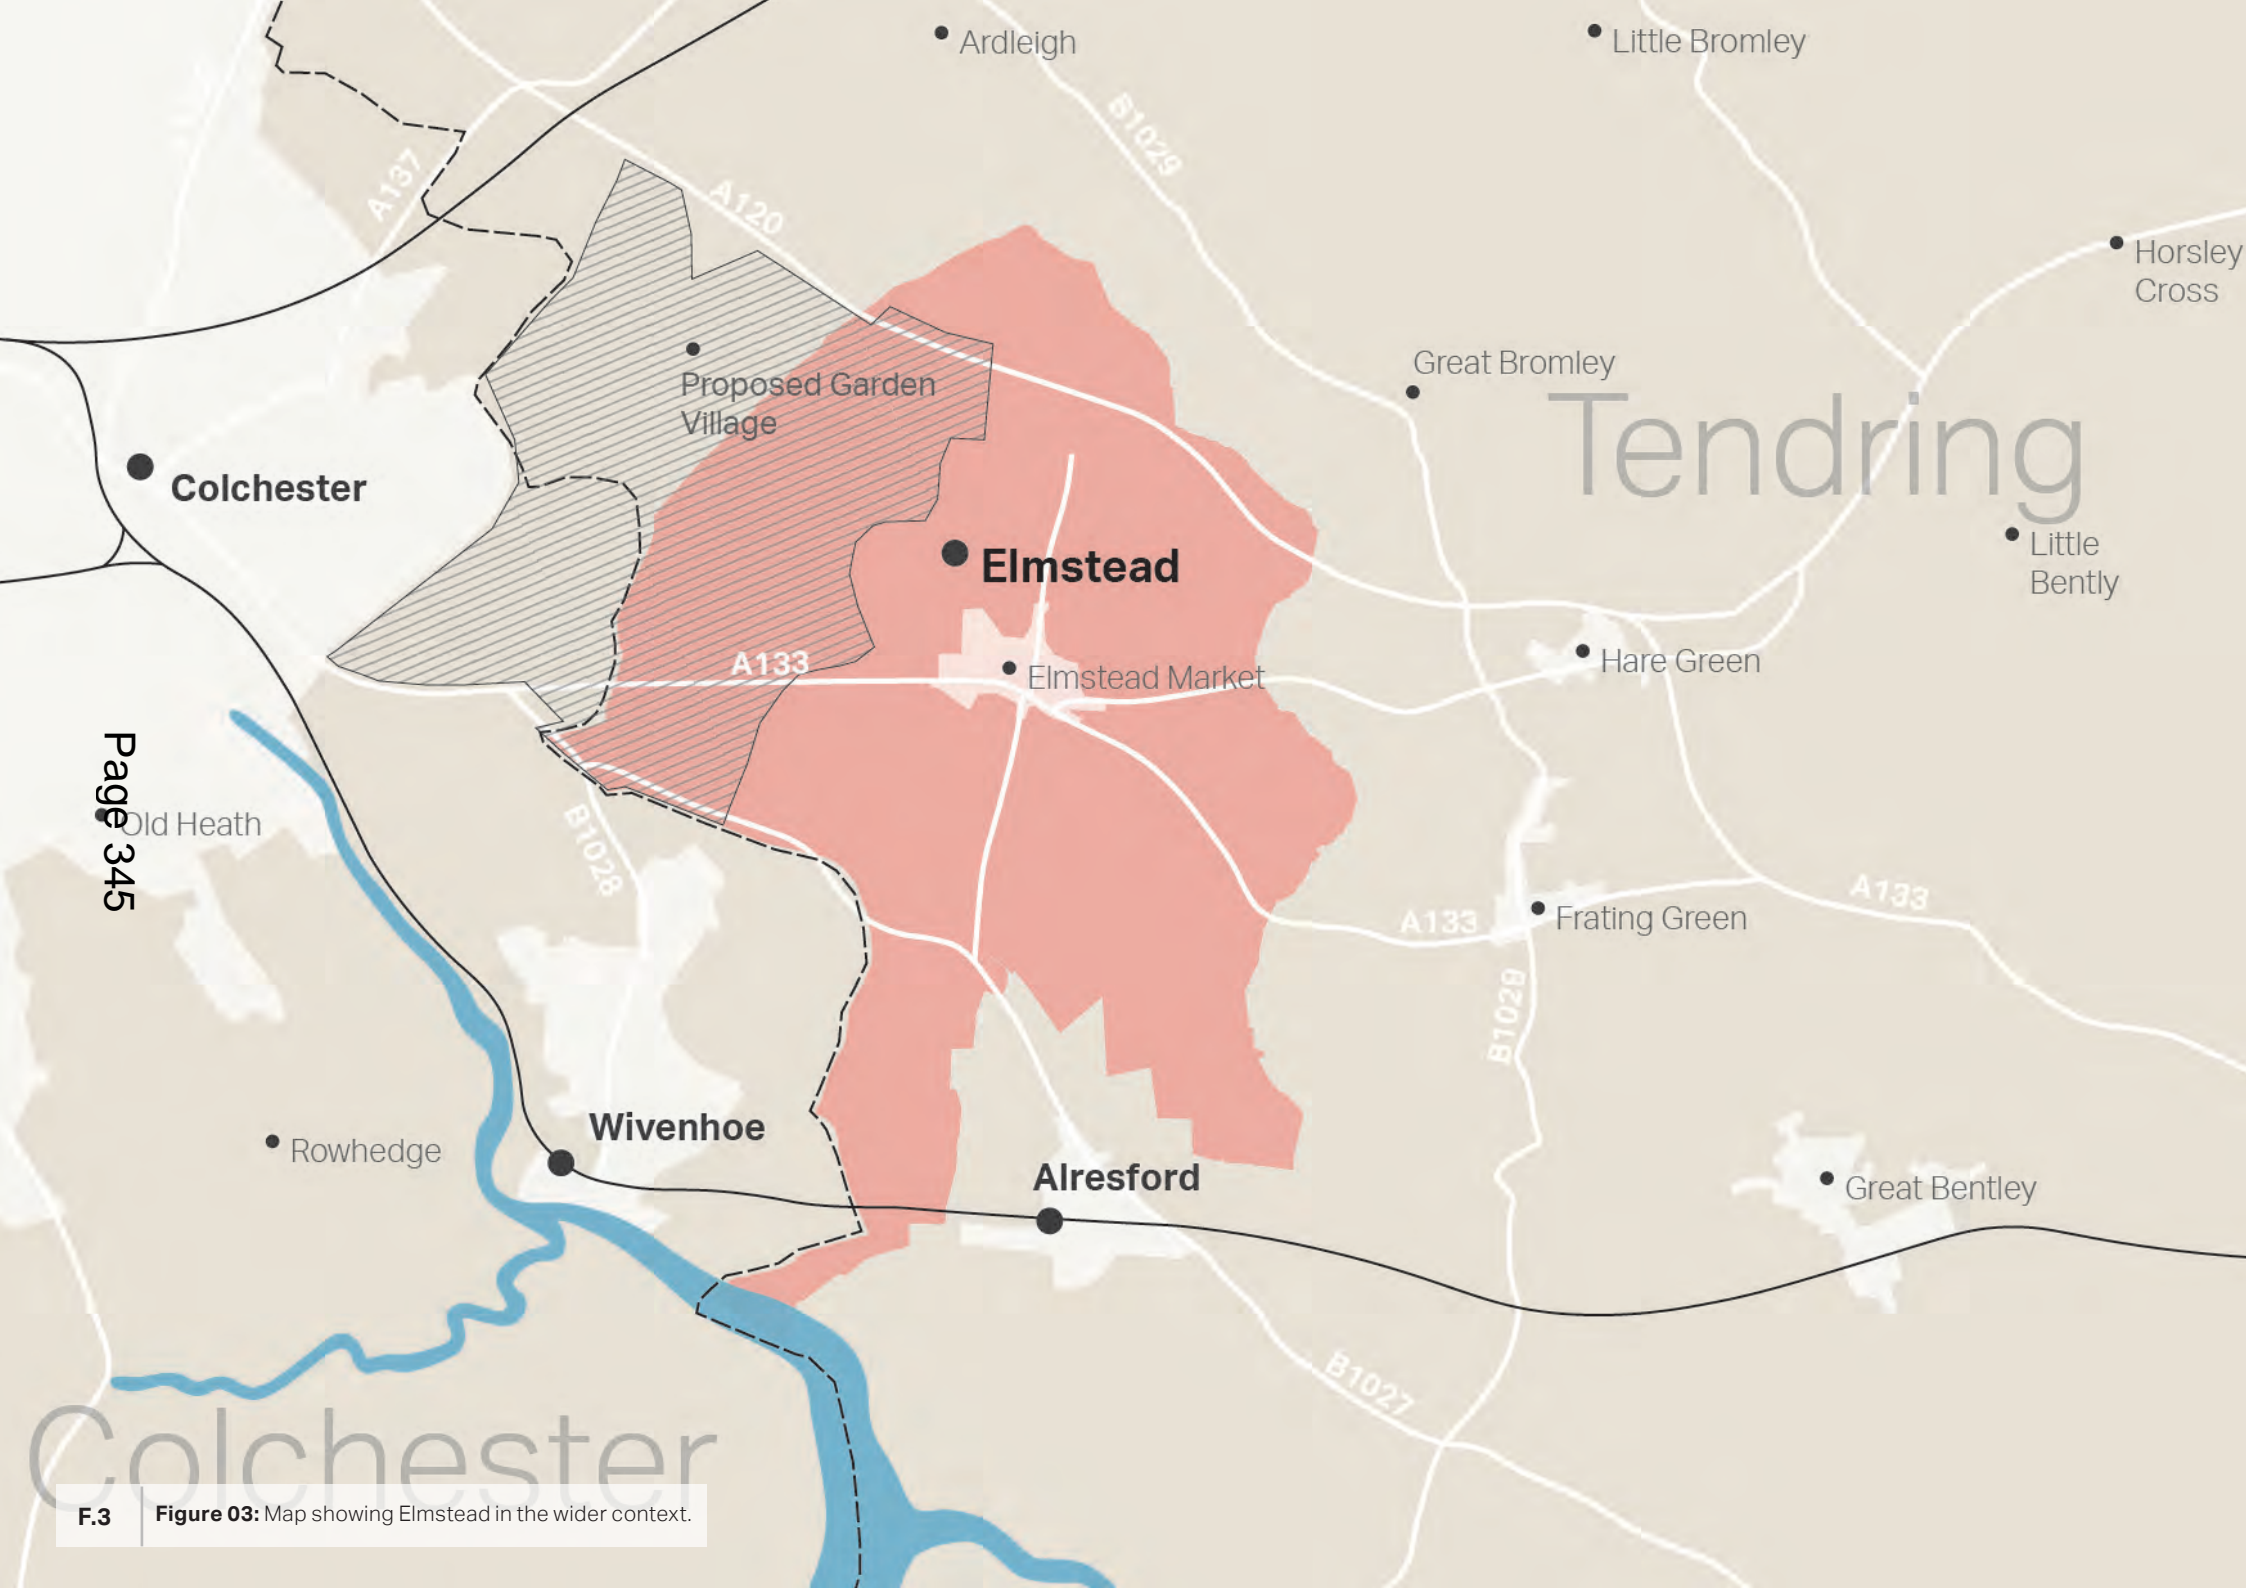 Ardleigh
Little Bromley
B1029
A137
A120
Horsley
Cross
Great Bromley
Tendring
Proposed Garden
Village
Colchester
Elmstead
Little
Bently
A133
Elmstead Market
Hare Green
Page 345
Old Heath
B1028
A133
A133
Frating Green
B1029
Wivenhoe
Rowhedge
Alresford
Great Bentley
B1027
Colchester
F.3
Figure 03: Map showing Elmstead in the wider context.